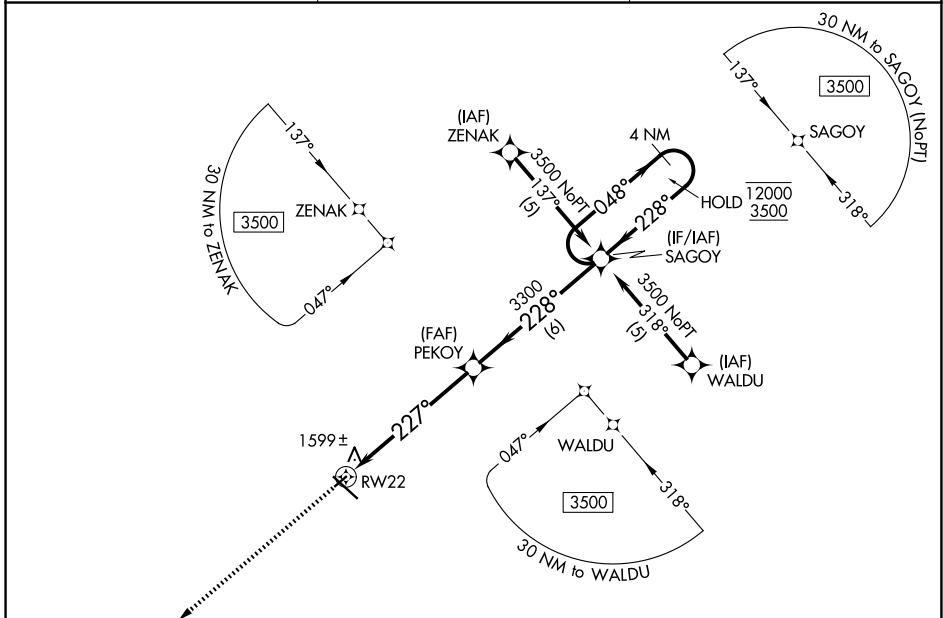 30 NM to SAGOY (NoPT)
137°
3500
SAGOY
318°
(IAF)
ZENAK
4 NM
3500 NoPT
137°
(5)
048°
HOLD
12000
3500
228°
(IF/IAF)
SAGOY
137°
ZENAK
3500
30 NM to ZENAK
047°
3300
228°
(6)
3500 NoPT
318°
(5)
(FAF)
PEKOY
(IAF)
WALDU
227°
1599 ±
RW22
047°
WALDU
3500
318°
30 NM to WALDU